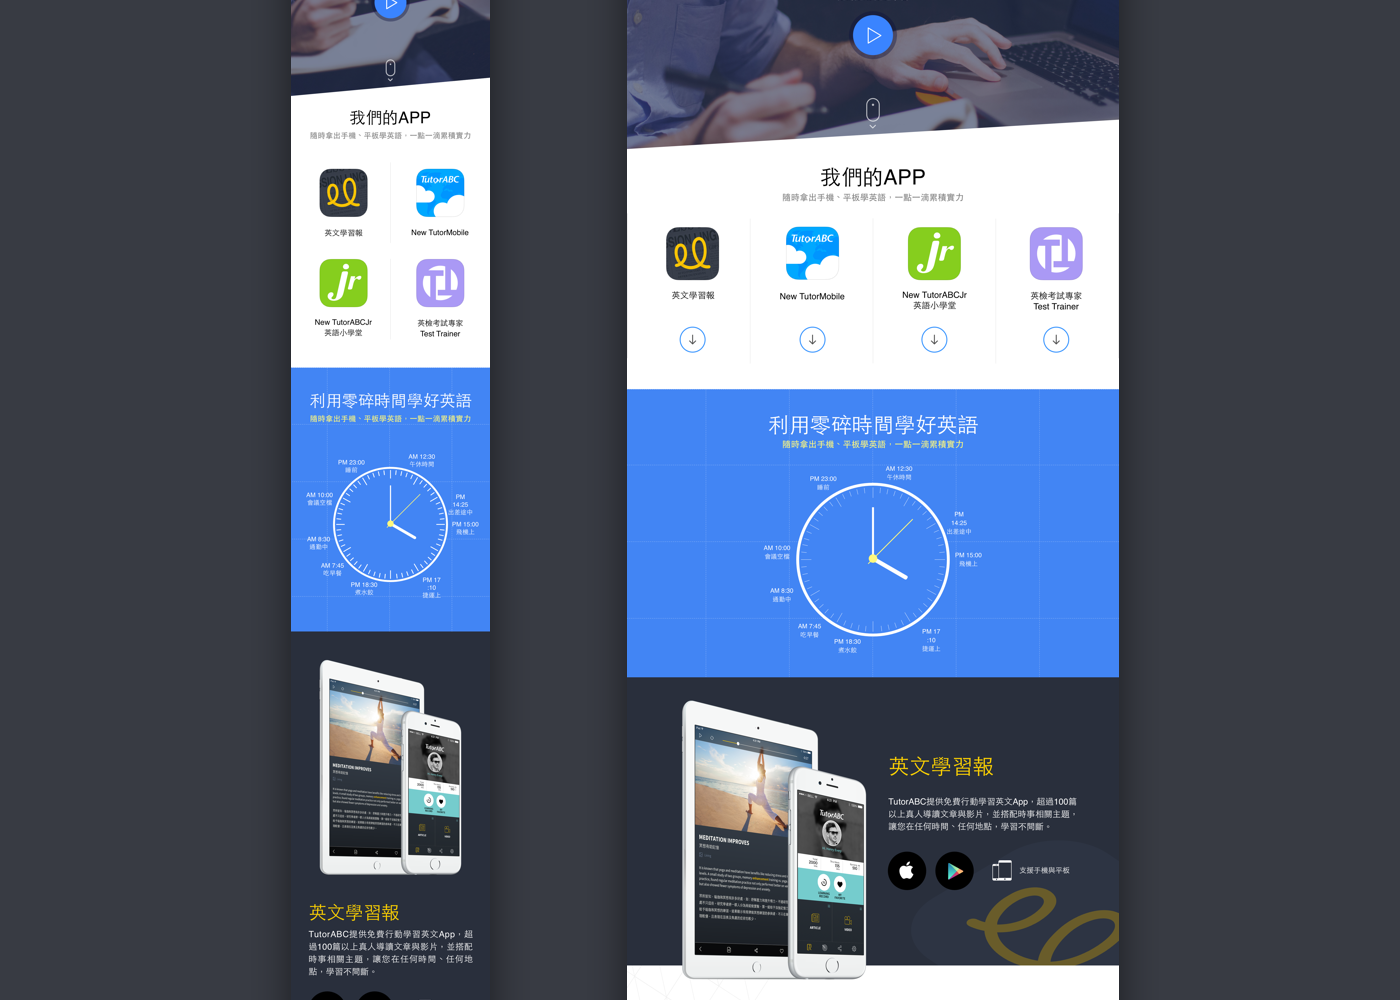 我們的APP
隨時拿出手機、平板學英語，一點一滴累積實力
TutorABC
英文學習報
New TutorMobile
jr
New TutorABCJr
英語小學堂
英檢考試專家
Test Trainer
利用零碎時間學好英語
隨時拿出手機、平板學英語，一點一滴累積實力
AM 12:30
午休時間
PM 23:00
睡前
AM 10:00
會議空檔
PM
14:25
出差途中
PM 15:00
飛機上
AM 8:30
通勤中
AM 7:45
吃早餐
PM 18:30
煮水餃
PM 17
:10
捷運上
MEDITATION IMPROVES
TutorABC
英文學習報
TutorABC提供免費行動學習英文App，超
過100篇以上真人導讀文章與影片，並搭配
時事相關主題，讓您在任何時間、任何地
點，學習不間斷。
我們的APP
隨時拿出手機、平板學英語，一點一滴累積實力
TutorABC
jr
英文學習報
New TutorMobile
New TutorABCJr
英語小學堂
英檢考試專家
Test Trainer
利用零碎時間學好英語
隨時拿出手機、平板學英語，一點一滴累積實力
AM 12:30
午休時間
PM 23:00
睡前
PM
14:25
出差途中
AM 10:00
會議空檔
PM 15:00
飛機上
AM 8:30
通勤中
AM 7:45
吃早餐
PM 18:30
煮水餃
PM 17
:10
捷運上
MEDITATION IMPROVES
TutorABC
ARTICLE
VIDEO
英文學習報
TutorABC提供免費行動學習英文App，超過100篇
以上真人導讀文章與影片，並搭配時事相關主題，
讓您在任何時間、任何地點，學習不間斷。
支援手機與平板